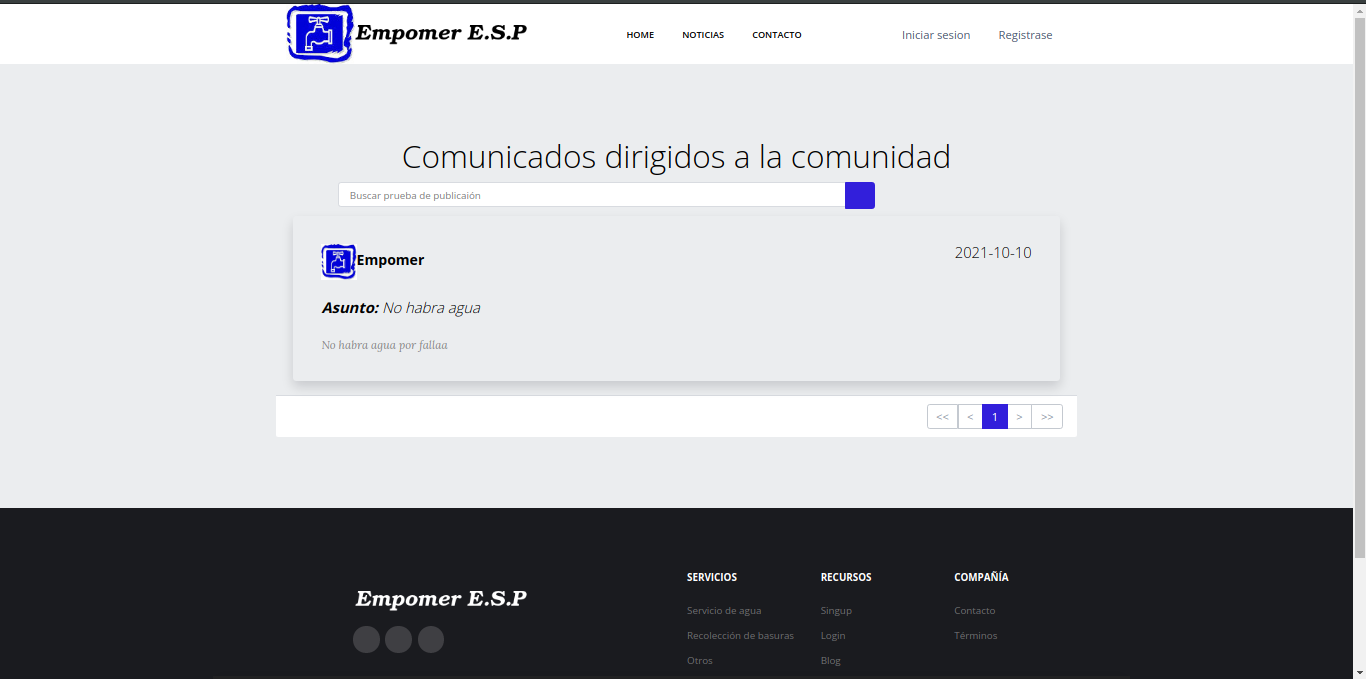 Empomer E.S.P
HOME NOTICIAS CONTACTO Iniciar sesion Registrase
Comunicados dirigidos a la comunidad
Buscar prueba de publicaión
Empomer 2021-10-10
Asunto: No habra agua
No habra agua por fallaa
<< < 1 > >>
Empomer E.S.P
SERVICIOS
Servicio de agua
Recolección de basuras
Otros
RECURSOS
Singup
Login
Blog
COMPAÑÍA
Contacto
Términos